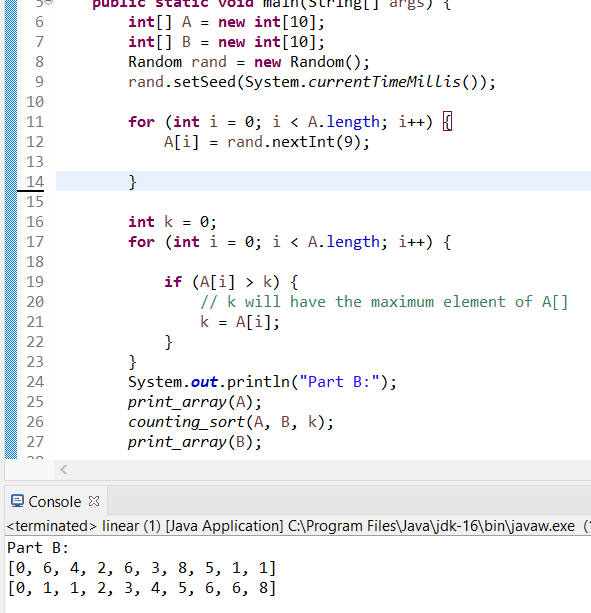 5 public static void main(String[] args) {
6 int[] A = new int[10];
7 int[] B = new int[10];
8 Random rand = new Random();
9 rand.setSeed(System.currentTimeMillis());
10
11 for (int i = 0; i < A.length; i++) {
12 A[i] = rand.nextInt(9);
13
14 }
15
16 int k = 0;
17 for (int i = 0; i < A.length; i++) {
18
19 if (A[i] > k) {
20 // k will have the maximum element of A[]
21 k = A[i];
22 }
23 }
24 System.out.println("Part B:");
25 print_array(A);
26 counting_sort(A, B, k);
27 print_array(B);
Console
<terminated> linear (1) [Java Application] C:\Program Files\Java\jdk-16\bin\javaw.exe (
Part B:
[0, 6, 4, 2, 6, 3, 8, 5, 1, 1]
[0, 1, 1, 2, 3, 4, 5, 6, 6, 8]